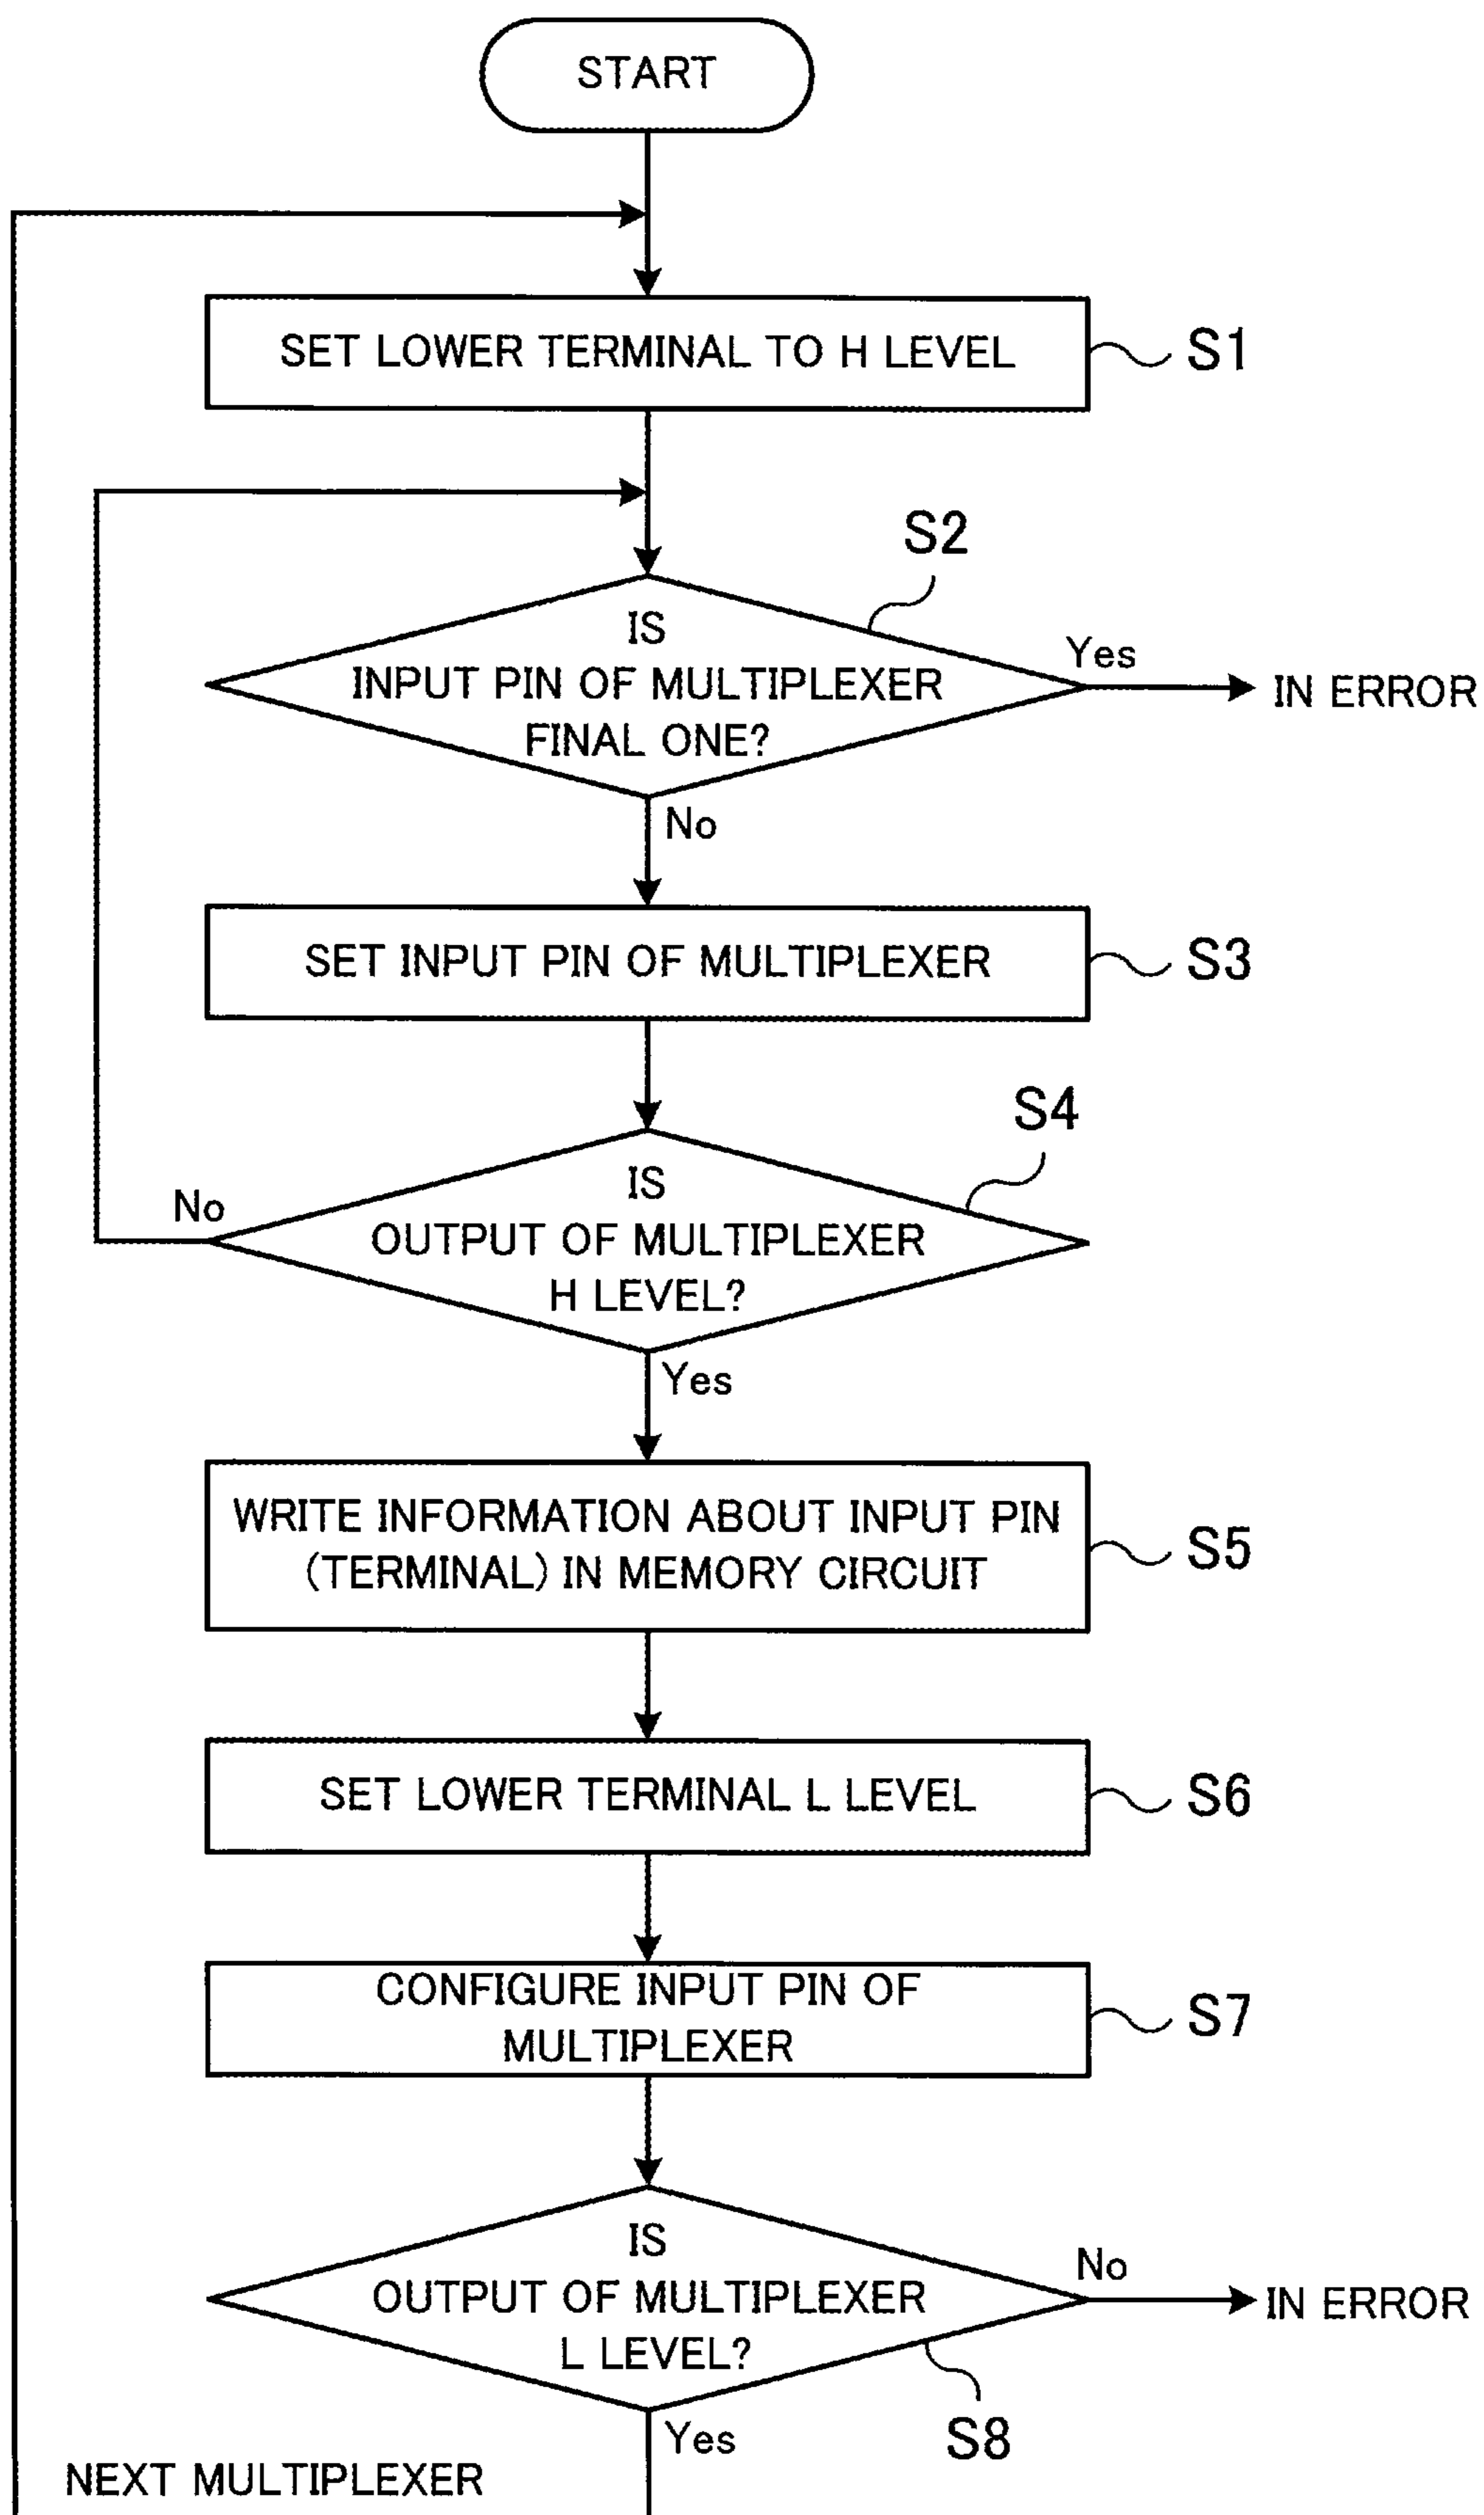 START
SET LOWER TERMINAL TO H LEVEL
S1
S2
IS
INPUT PIN OF MULTIPLEXER
FINAL ONE?
Yes
IN ERROR
No
SET INPUT PIN OF MULTIPLEXER
S3
S4
IS
OUTPUT OF MULTIPLEXER
H LEVEL?
No
Yes
WRITE INFORMATION ABOUT INPUT PIN
(TERMINAL) IN MEMORY CIRCUIT
S5
SET LOWER TERMINAL L LEVEL
S6
CONFIGURE INPUT PIN OF
MULTIPLEXER
S7
IS
OUTPUT OF MULTIPLEXER
L LEVEL?
No
IN ERROR
S8
Yes
NEXT MULTIPLEXER